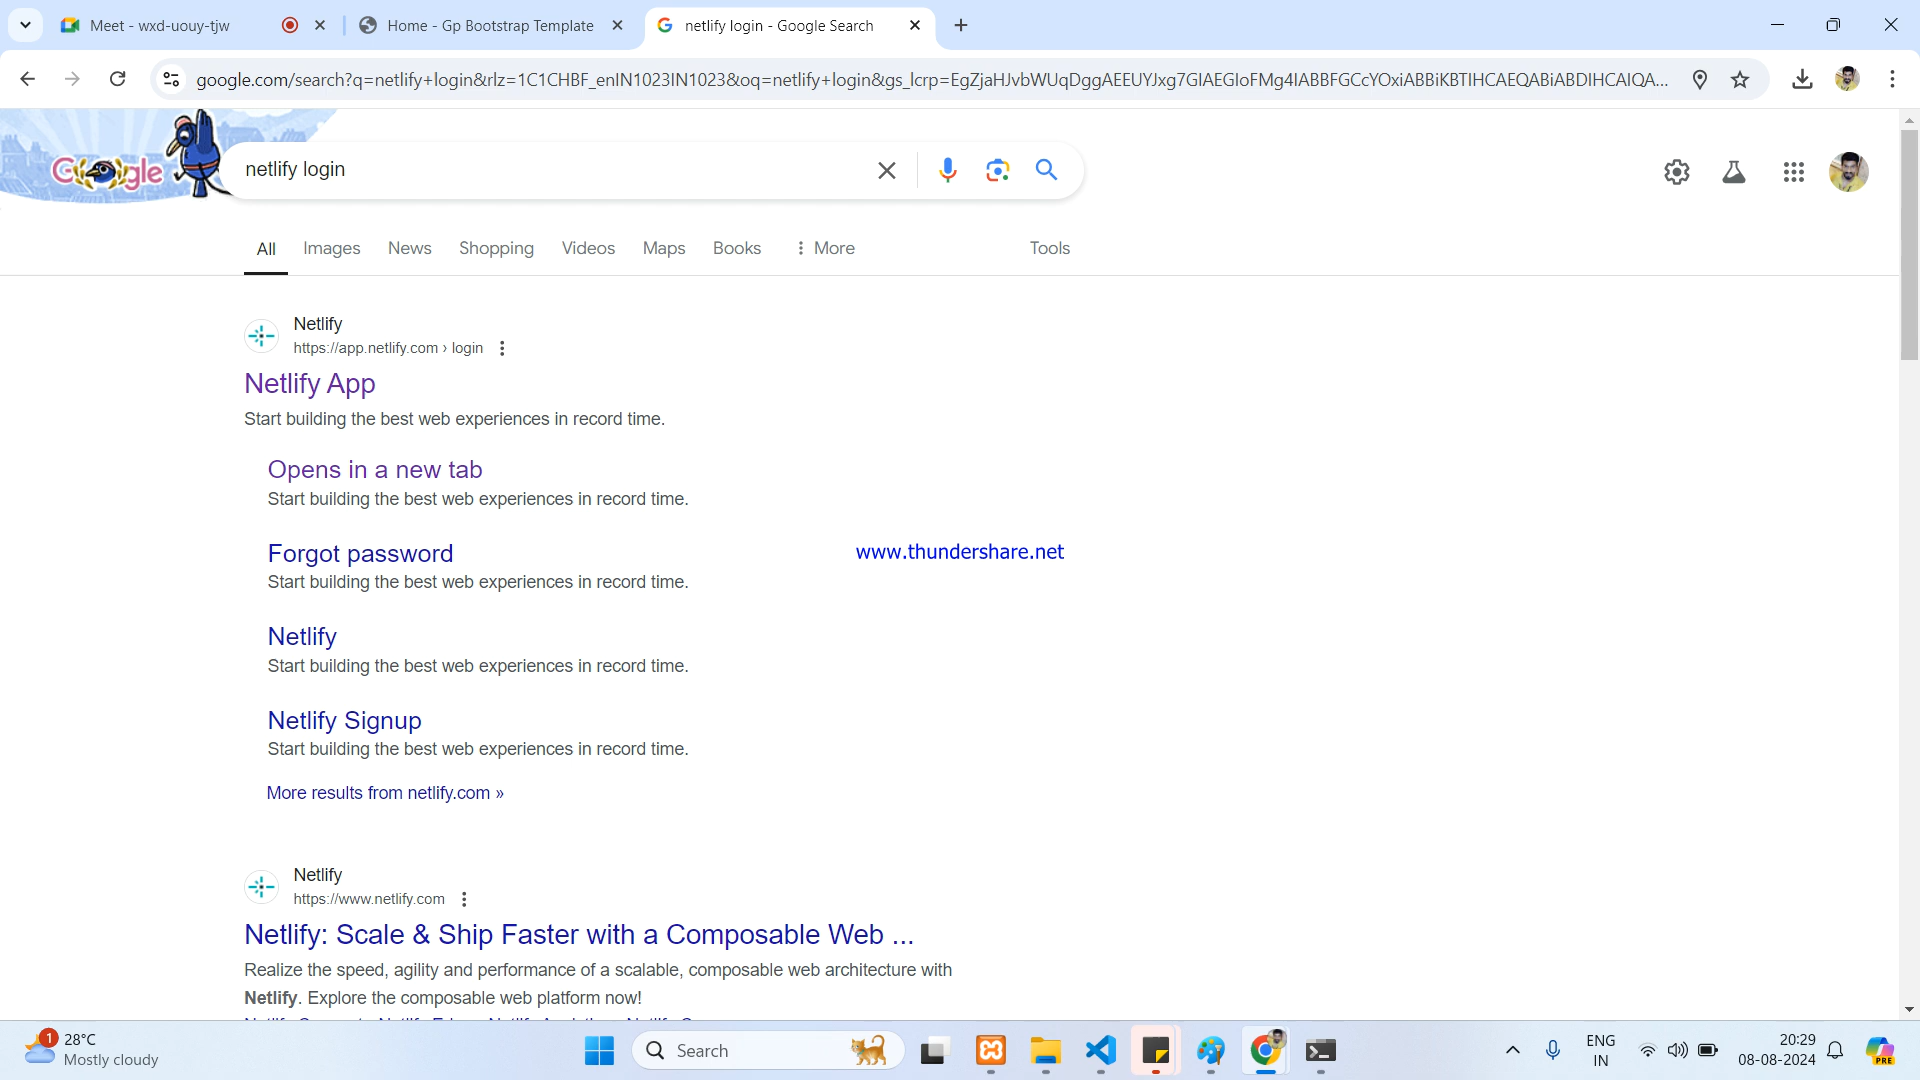 Meet - wxd-uouy-tjw
Home - Gp Bootstrap Template
netlify login - Google Search
google.com/search?q=netlify+login&rlz=1C1CHBF_enIN1023IN1023&oq=netlify+login&gs_lcrp=EgZjaHJvbWUqDggAEEUYJxg7GIAEGIoFMg4IABBFGCcYOxiABBiKBTIHCAEQABiABDIHCAIQA...
Google
netlify login
All
Images
News
Shopping
Videos
Maps
Books
More
Tools
Netlify
https://app.netlify.com › login
Netlify App
Start building the best web experiences in record time.
Opens in a new tab
Start building the best web experiences in record time.
Forgot password
Start building the best web experiences in record time.
www.thundershare.net
Netlify
Start building the best web experiences in record time.
Netlify Signup
Start building the best web experiences in record time.
More results from netlify.com »
Netlify
https://www.netlify.com
Netlify: Scale & Ship Faster with a Composable Web ...
Realize the speed, agility and performance of a scalable, composable web architecture with
Netlify. Explore the composable web platform now!
1
28°C
Mostly cloudy
Search
ENG
IN
20:29
08-08-2024
PRE